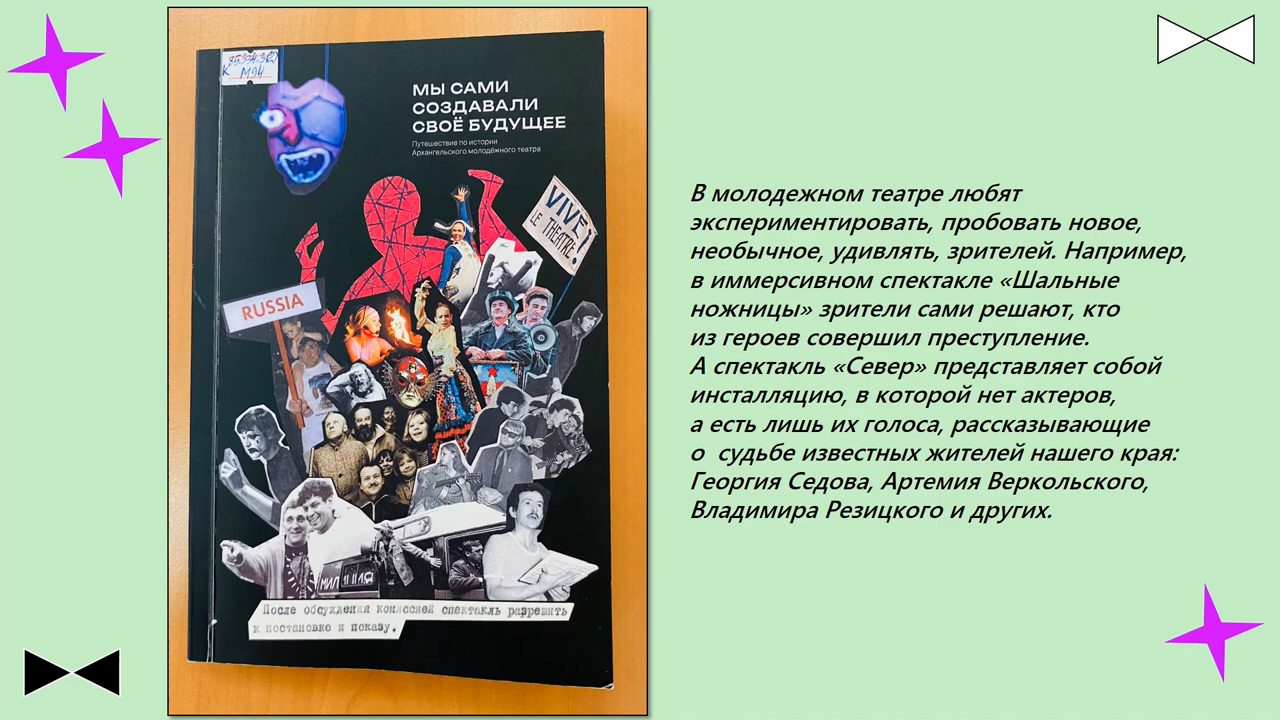 МЫ САМИ
СОЗДАВАЛИ
СВОЁ БУДУЩЕЕ
Путешествие по истории
Архангельского молодёжного театра
VIVE!
LE THEATRE!
RUSSIA
МИЛ
После обсуждения комиссией спектакль разрешить
к постановке и показу.
В молодежном театре любят
экспериментировать, пробовать новое,
необычное, удивлять, зрителей. Например,
в иммерсивном спектакле «Шальные
ножницы» зрители сами решают, кто
из героев совершил преступление.
А спектакль «Север» представляет собой
инсталляцию, в которой нет актеров,
а есть лишь их голоса, рассказывающие
о  судьбе известных жителей нашего края:
Георгия Седова, Артемия Веркольского,
Владимира Резицкого и других.